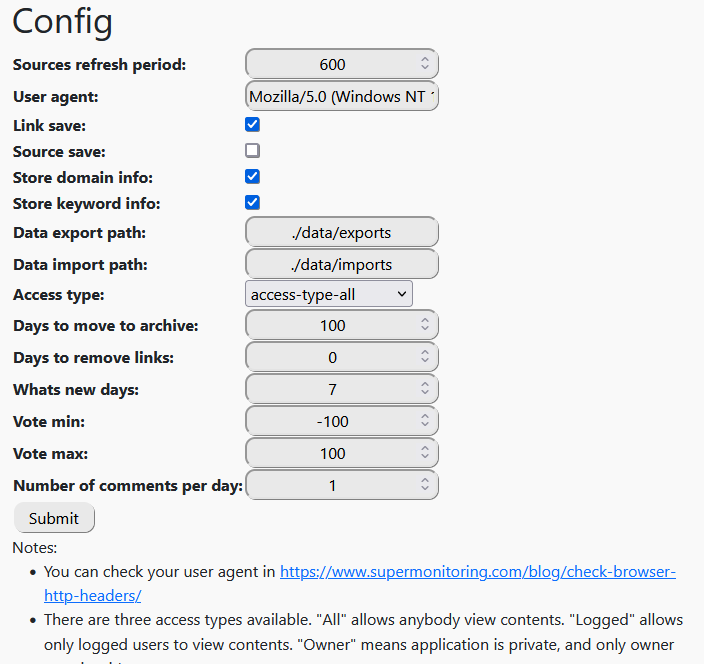 Config
Sources refresh period: 600
User agent: Mozilla/5.0 (Windows NT
Link save:
Source save:
Store domain info:
Store keyword info:
Data export path: ./data/exports
Data import path: ./data/imports
Access type: access-type-all
Days to move to archive: 100
Days to remove links: 0
Whats new days: 7
Vote min: -100
Vote max: 100
Number of comments per day: 1
Submit
Notes:
You can check your user agent in https://www.supermonitoring.com/blog/check-browser-
http-headers/
There are three access types available. "All" allows anybody view contents. "Logged" allows
only logged users to view contents. "Owner" means application is private, and only owner